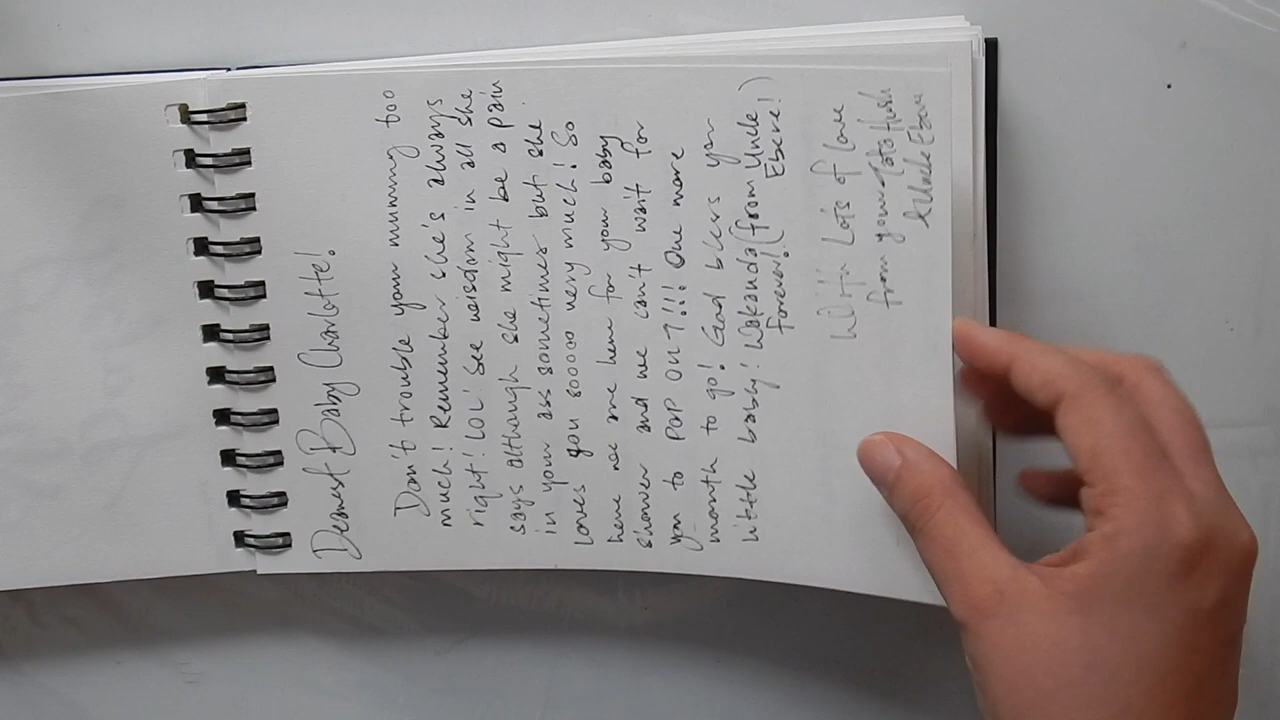 Dearest Baby Charlotte!
Don't trouble your mummy too
much! Remember she's always
right! LOL! See wisdom in all she
says although she might be a pain
in your ass sometimes but she
loves you sooooo very much! So
here we are here for your baby
shower and we can't wait for
you to POP OUT!!! One more
month to go! God bless you
little baby! Wakanda (from Uncle
Forever! Ebere!)
With Lots of Love
from your
& Uncle Ebere